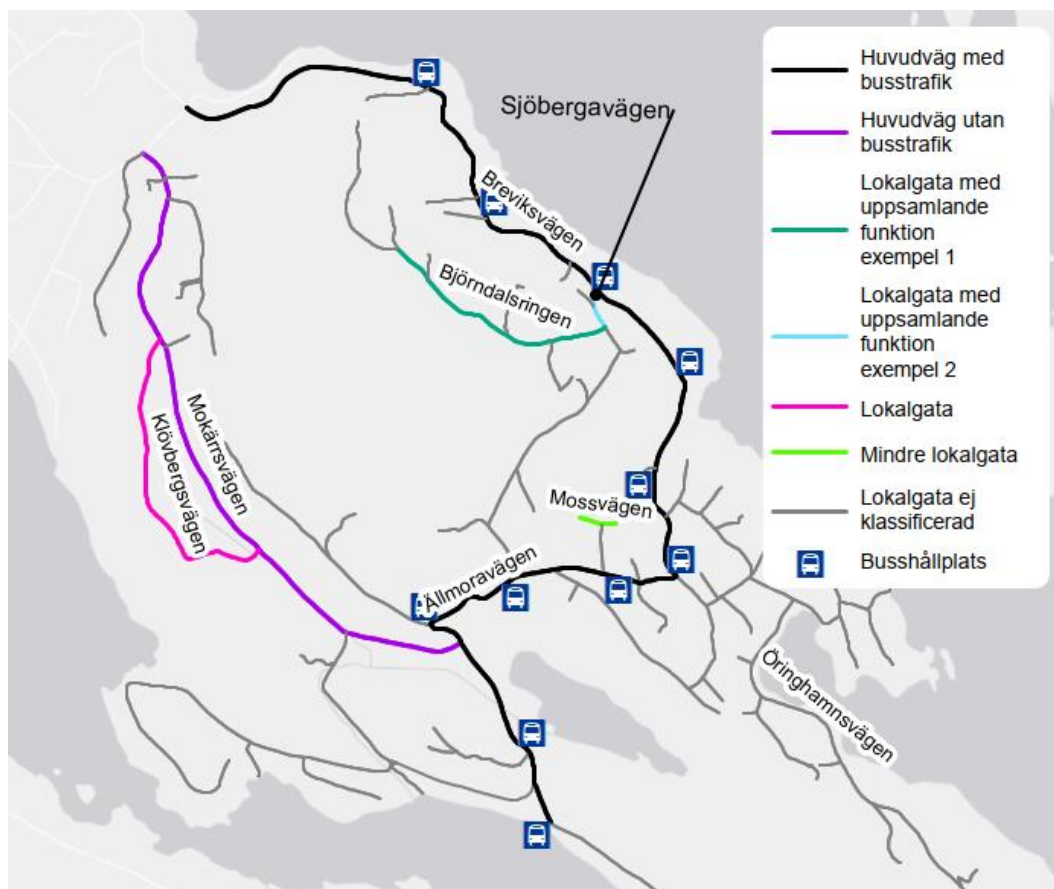 Sjöbergavägen
Breviksvägen
Björndalsringen
Mokärrsvägen
Klövbergsvägen
Mossvägen
Ällmoravägen
Öringhamnsvägen
Huvudväg med
busstrafik
Huvudväg utan
busstrafik
Lokalgata med
uppsamlande
funktion
exempel 1
Lokalgata med
uppsamlande
funktion
exempel 2
Lokalgata
Mindre lokalgata
Lokalgata ej
klassificerad
Busshållplats